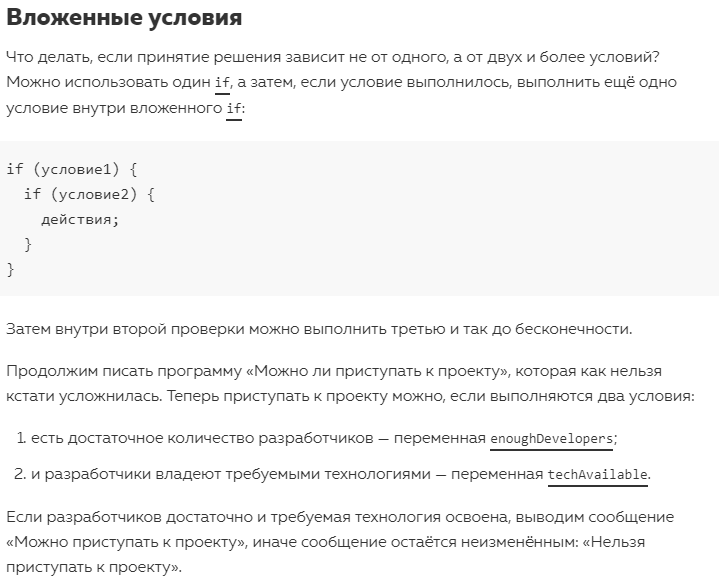 Вложенные условия
Что делать, если принятие решения зависит не от одного, а от двух и более условий?
Можно использовать один if, а затем, если условие выполнилось, выполнить ещё одно
условие внутри вложенного if:
if (условие1) {
  if (условие2) {
    действия;
  }
}
Затем внутри второй проверки можно выполнить третью и так до бесконечности.
Продолжим писать программу «Можно ли приступать к проекту», которая как нельзя
кстати усложнилась. Теперь приступать к проекту можно, если выполняются два условия:
1. есть достаточное количество разработчиков — переменная enoughDevelopers;
2. и разработчики владеют требуемыми технологиями — переменная techAvailable.
Если разработчиков достаточно и требуемая технология освоена, выводим сообщение
«Можно приступать к проекту», иначе сообщение остаётся неизменённым: «Нельзя
приступать к проекту».